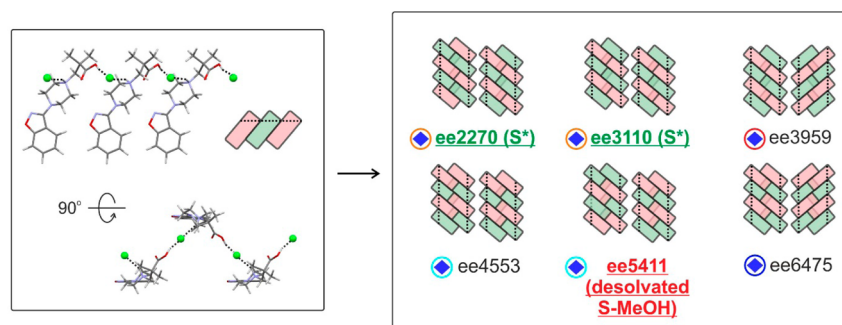 90°
ee2270 (S*)
ee3110 (S*)
ee3959
ee4553
ee5411
(desolvated
S-MeOH)
ee6475